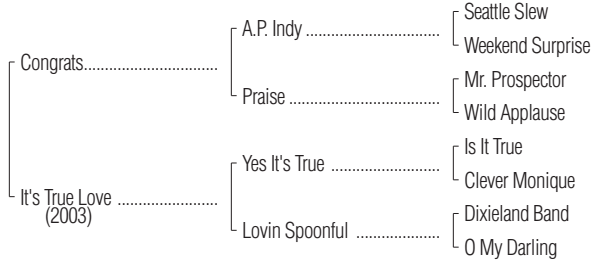 Seattle Slew
A.P. Indy
Weekend Surprise
Congrats
Mr. Prospector
Praise
Wild Applause
Is It True
Yes It's True
Clever Monique
It's True Love
(2003)
Dixieland Band
Lovin Spoonful
O My Darling